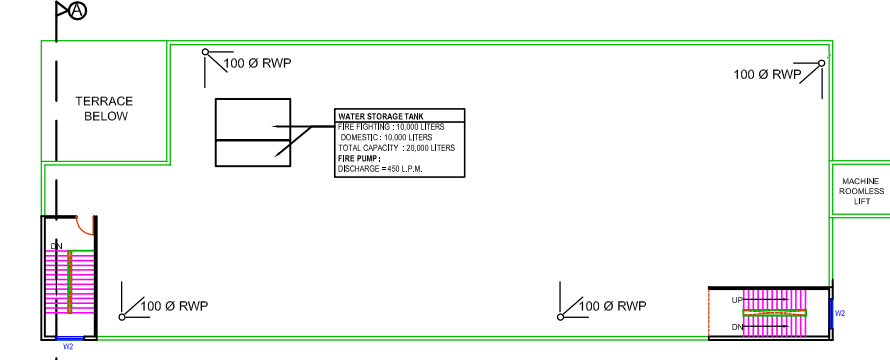 A
100 Ø RWP
100 Ø RWP
TERRACE
BELOW
WATER STORAGE TANK
FIRE FIGHTING : 10,000 LITERS
DOMESTIC : 10,000 LITERS
TOTAL CAPACITY : 20,000 LITERS
FIRE PUMP :
DISCHARGE = 450 L.P.M.
MACHINE
ROOMLESS
LIFT
DN
100 Ø RWP
100 Ø RWP
UP
DN
W2
W2